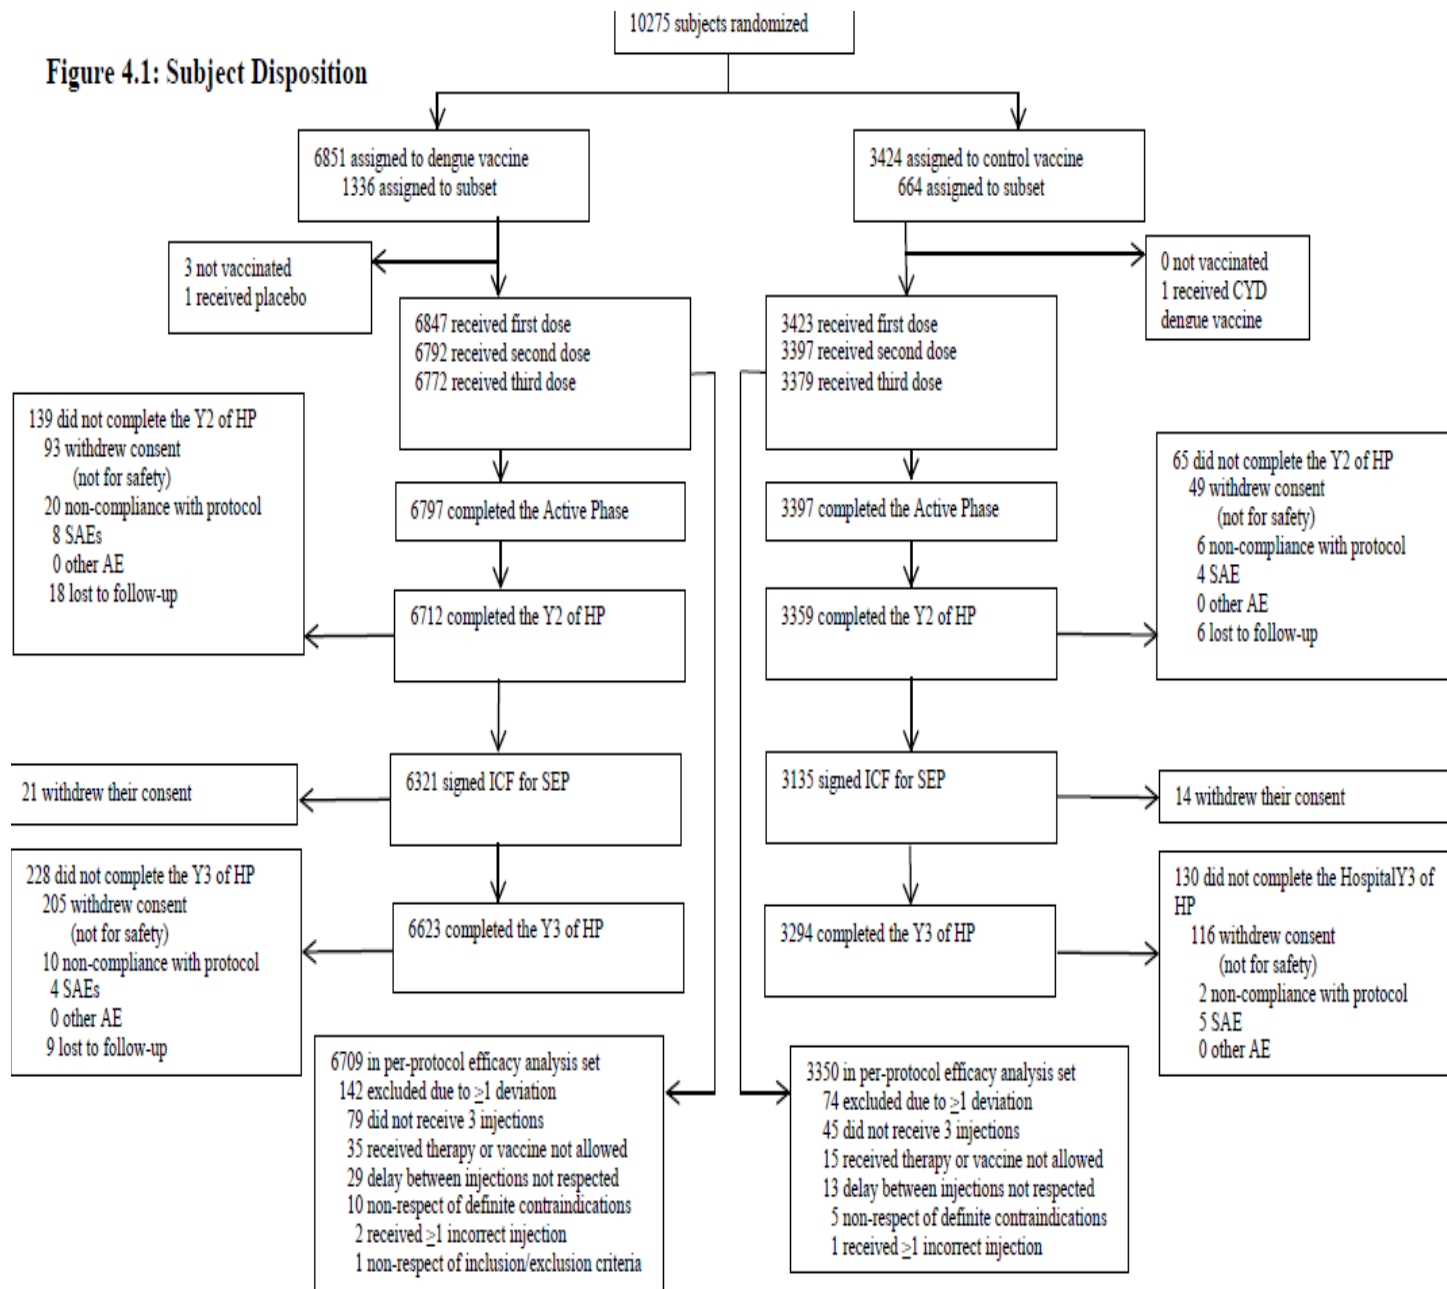 10275 subjects randomized
Figure 4.1: Subject Disposition
6851 assigned to dengue vaccine
1336 assigned to subset
3424 assigned to control vaccine
664 assigned to subset
3 not vaccinated
1 received placebo
0 not vaccinated
1 received CYD
dengue vaccine
6847 received first dose
6792 received second dose
6772 received third dose
3423 received first dose
3397 received second dose
3379 received third dose
139 did not complete the Y2 of HP
93 withdrew consent
(not for safety)
20 non-compliance with protocol
8 SAEs
0 other AE
18 lost to follow-up
65 did not complete the Y2 of HP
49 withdrew consent
(not for safety)
6 non-compliance with protocol
4 SAE
0 other AE
6 lost to follow-up
6797 completed the Active Phase
3397 completed the Active Phase
6712 completed the Y2 of HP
3359 completed the Y2 of HP
21 withdrew their consent
6321 signed ICF for SEP
3135 signed ICF for SEP
14 withdrew their consent
228 did not complete the Y3 of HP
205 withdrew consent
(not for safety)
10 non-compliance with protocol
4 SAEs
0 other AE
9 lost to follow-up
6623 completed the Y3 of HP
3294 completed the Y3 of HP
130 did not complete the HospitalY3 of
HP
116 withdrew consent
(not for safety)
2 non-compliance with protocol
5 SAE
0 other AE
6709 in per-protocol efficacy analysis set
142 excluded due to ≥1 deviation
79 did not receive 3 injections
35 received therapy or vaccine not allowed
29 delay between injections not respected
10 non-respect of definite contraindications
2 received ≥1 incorrect injection
1 non-respect of inclusion/exclusion criteria
3350 in per-protocol efficacy analysis set
74 excluded due to ≥1 deviation
45 did not receive 3 injections
15 received therapy or vaccine not allowed
13 delay between injections not respected
5 non-respect of definite contraindications
1 received ≥1 incorrect injection